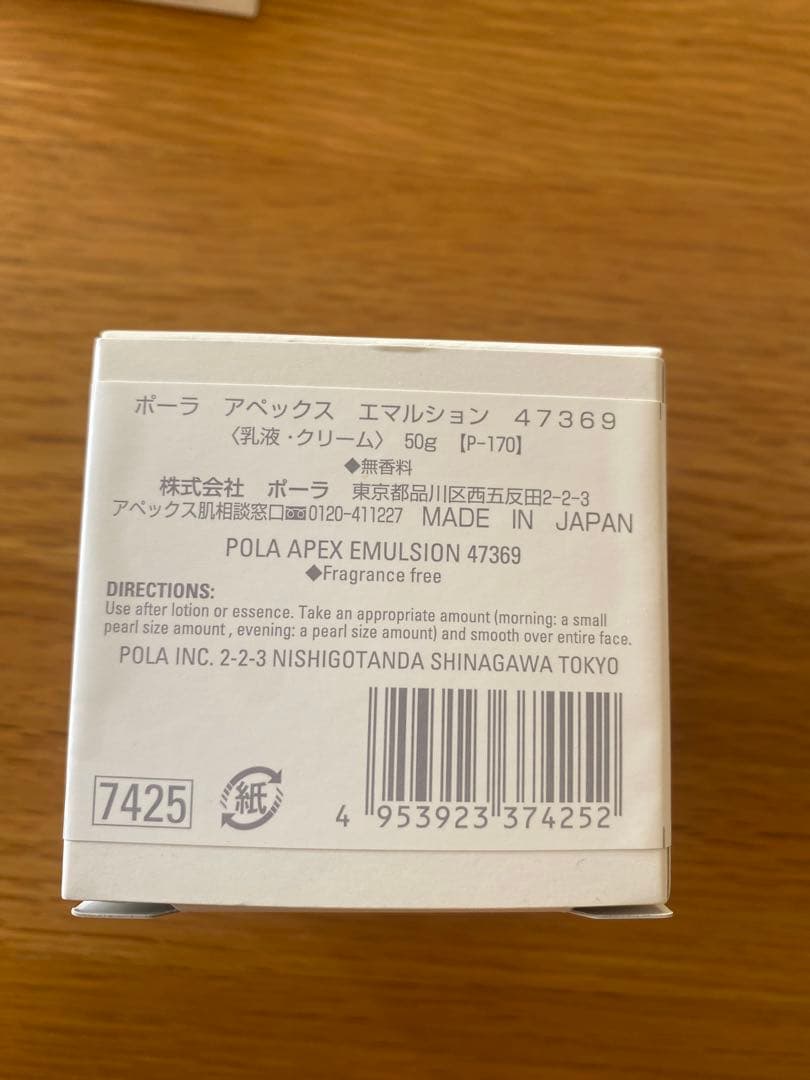 ポーラ　アペックス　エマルション　47369
〈乳液・クリーム〉 50g 【P-170】
◆無香料
株式会社　ポーラ　東京都品川区西五反田2-2-3
アペックス肌相談窓口 0120-411227 MADE IN JAPAN
POLA APEX EMULSION 47369
◆Fragrance free
DIRECTIONS:
Use after lotion or essence. Take an appropriate amount (morning: a small
pearl size amount , evening: a pearl size amount) and smooth over entire face.
POLA INC. 2-2-3 NISHIGOTANDA SHINAGAWA TOKYO
7425
紙
4 953923 374252